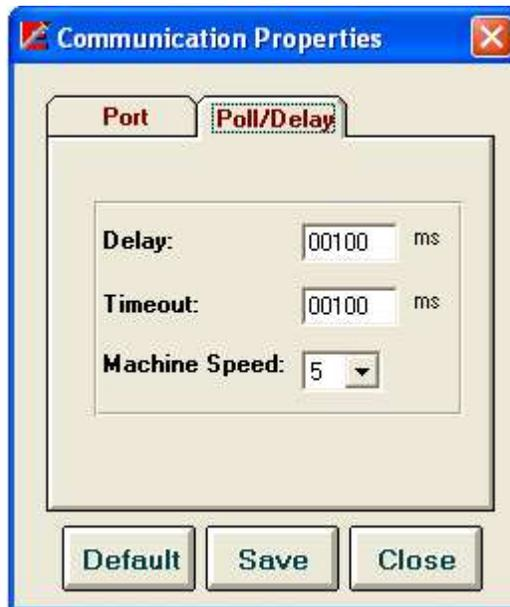 Communication Properties
Port Poll/Delay
Delay: 00100 ms
Timeout: 00100 ms
Machine Speed: 5
Default Save Close